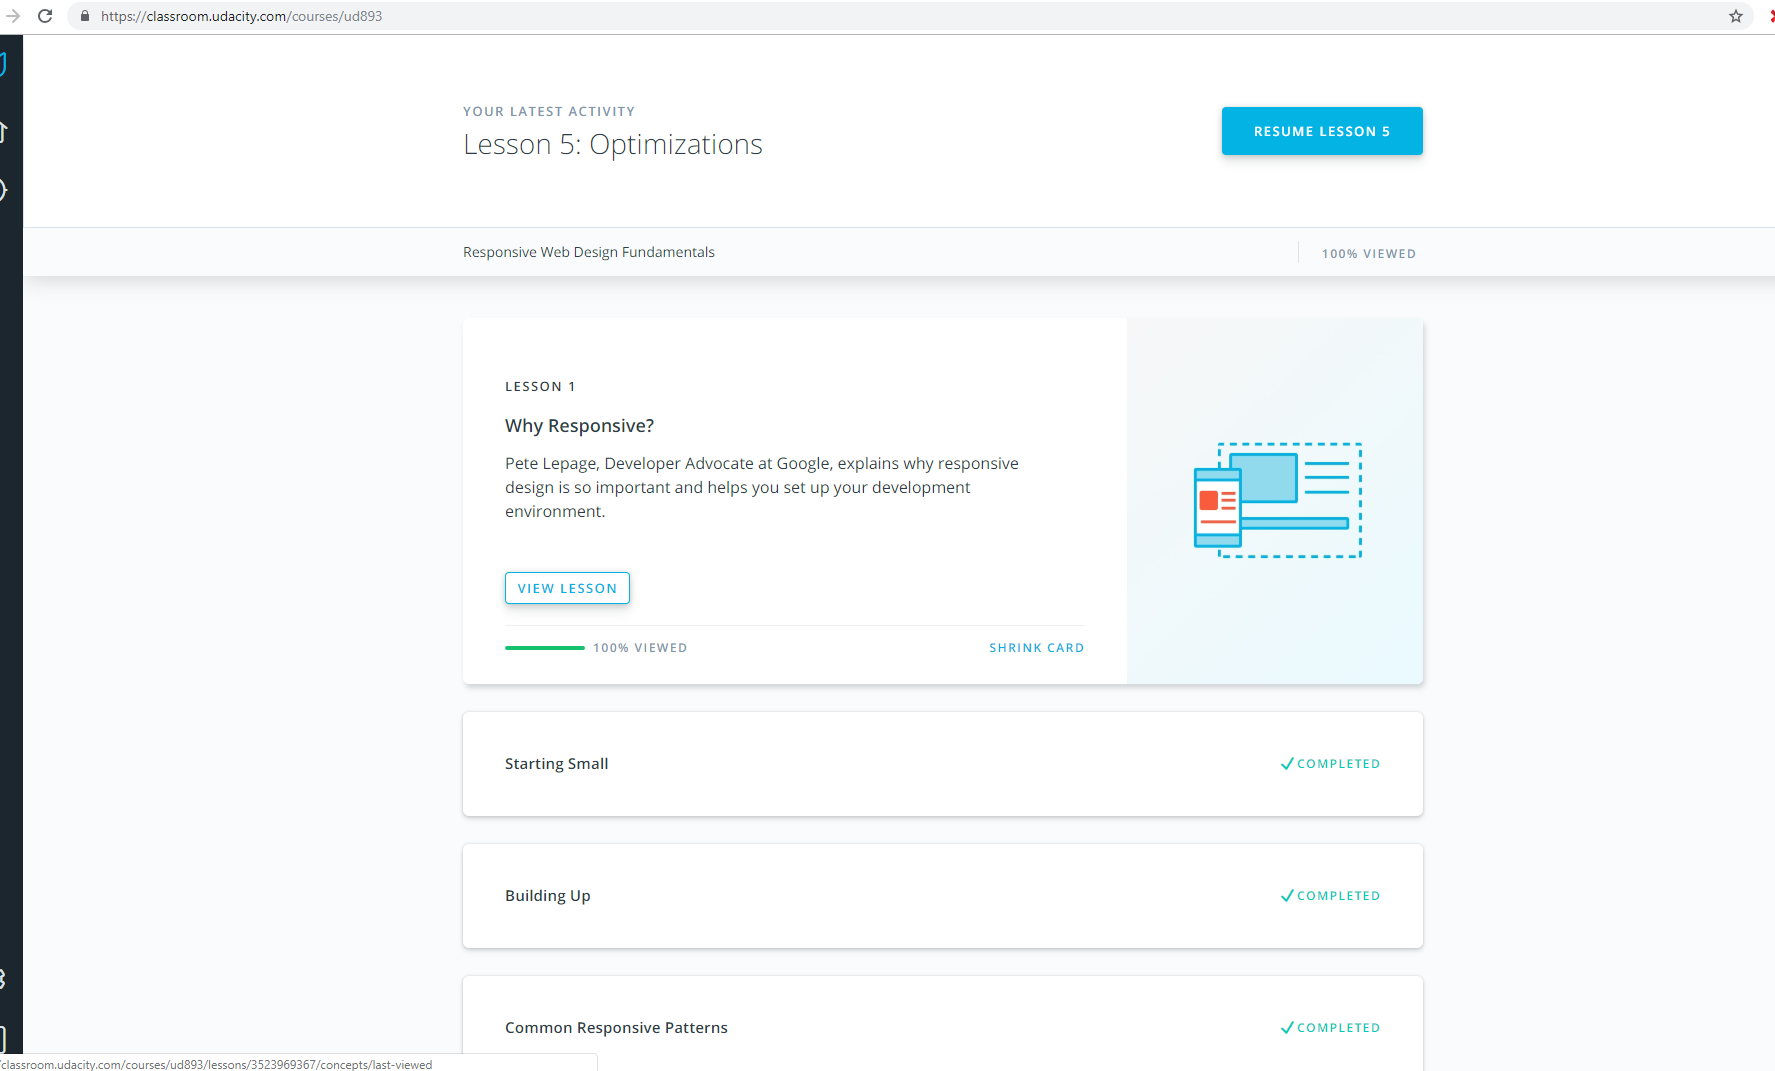 https://classroom.udacity.com/courses/ud893
YOUR LATEST ACTIVITY
Lesson 5: Optimizations
RESUME LESSON 5
Responsive Web Design Fundamentals
100% VIEWED
LESSON 1
Why Responsive?
Pete Lepage, Developer Advocate at Google, explains why responsive
design is so important and helps you set up your development
environment.
VIEW LESSON
100% VIEWED
SHRINK CARD
Starting Small
COMPLETED
Building Up
COMPLETED
Common Responsive Patterns
COMPLETED
/classroom.udacity.com/courses/ud893/lessons/3523969367/concepts/last-viewed